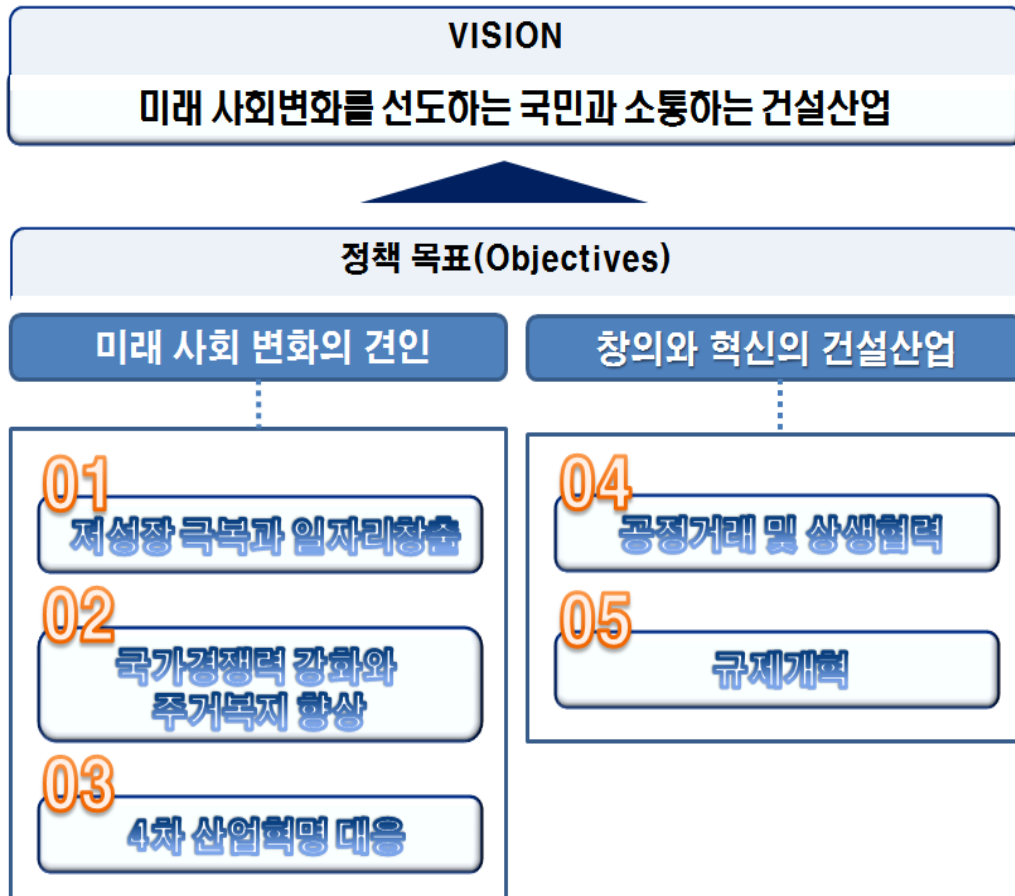 VISION
미래 사회변화를 선도하는 국민과 소통하는 건설산업
정책 목표(Objectives)
미래 사회 변화의 견인
01
저성장 극복과 일자리창출
02
국가경쟁력 강화와
주거복지 향상
03
4차 산업혁명 대응
창의와 혁신의 건설산업
04
공정거래 및 상생협력
05
규제개혁